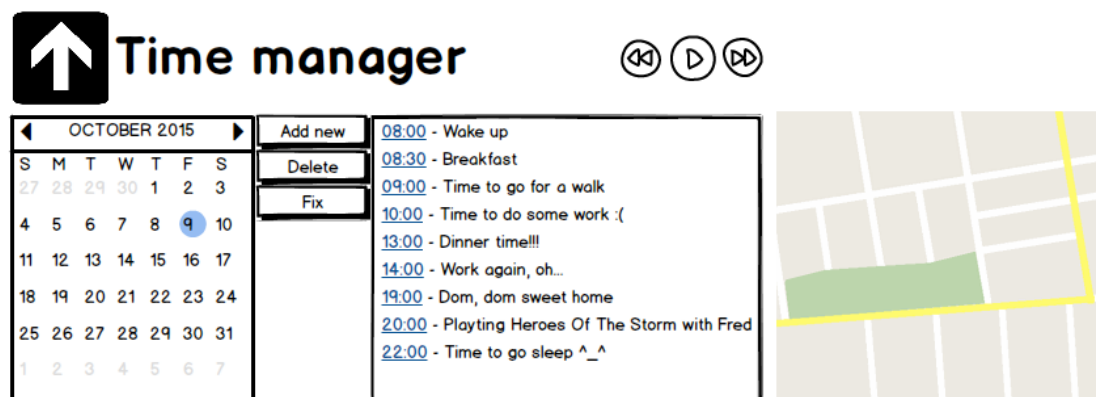 Time manager
OCTOBER 2015
S M T W T F S
27 28 29 30 1 2 3
4 5 6 7 8 9 10
11 12 13 14 15 16 17
18 19 20 21 22 23 24
25 26 27 28 29 30 31
1 2 3 4 5 6 7
Add new
Delete
Fix
08:00 - Wake up
08:30 - Breakfast
09:00 - Time to go for a walk
10:00 - Time to do some work :(
13:00 - Dinner time!!!
14:00 - Work again, oh...
19:00 - Dom, dom sweet home
20:00 - Playting Heroes Of The Storm with Fred
22:00 - Time to go sleep ^_^